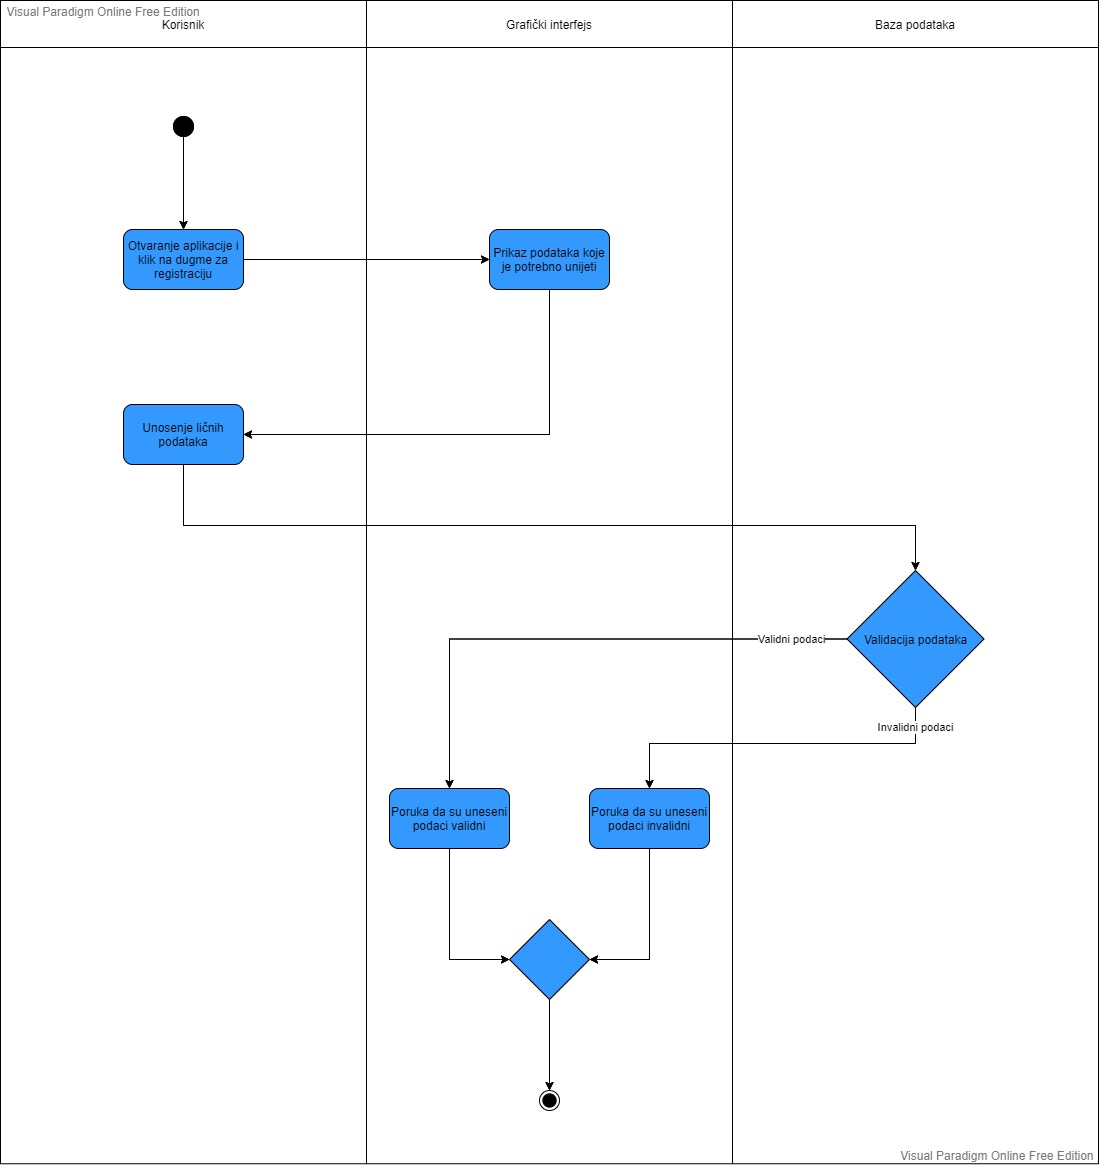 Visual Paradigm Online Free Edition
Korisnik
Grafički interfejs
Baza podataka
Otvaranje aplikacije i
klik na dugme za
registraciju
Prikaz podataka koje
je potrebno unijeti
Unosenje ličnih
podataka
Validacija podataka
Validni podaci
Invalidni podaci
Poruka da su uneseni
podaci validni
Poruka da su uneseni
podaci invalidni
Visual Paradigm Online Free Edition